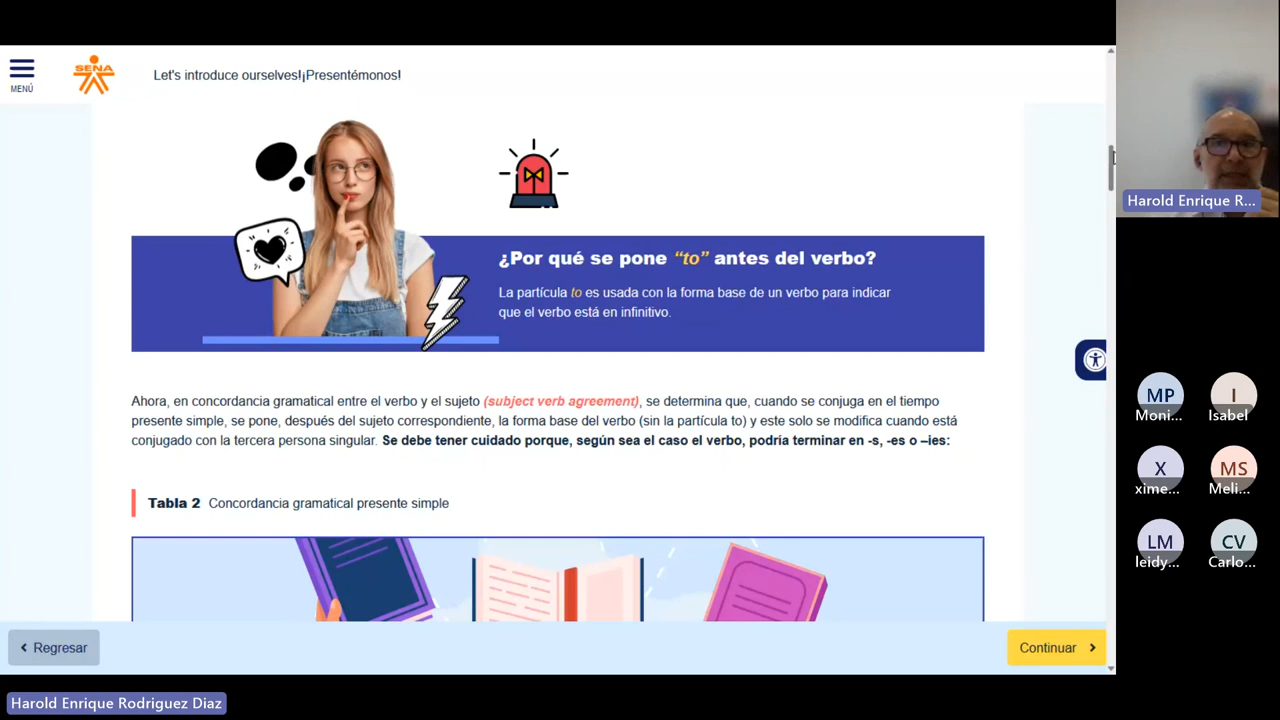 MENÚ
SENA
Let's introduce ourselves!¡Presentémonos!
¿Por qué se pone “to” antes del verbo?
La partícula to es usada con la forma base de un verbo para indicar
que el verbo está en infinitivo.
Ahora, en concordancia gramatical entre el verbo y el sujeto (subject verb agreement), se determina que, cuando se conjuga en el tiempo
presente simple, se pone, después del sujeto correspondiente, la forma base del verbo (sin la partícula to) y este solo se modifica cuando está
conjugado con la tercera persona singular. Se debe tener cuidado porque, según sea el caso el verbo, podría terminar en -s, -es o –ies:
Tabla 2 Concordancia gramatical presente simple
Regresar
Continuar
Harold Enrique Rodriguez Diaz
Harold Enrique R...
MP
Moni...
I
Isabel
X
xime...
MS
Meli...
LM
leidy...
CV
Carlo...